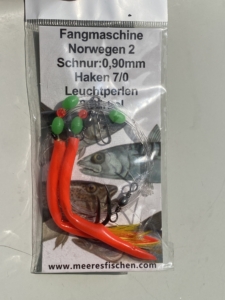 Fangmaschine
Norwegen 2
Schnur:0,90mm
Haken 7/0
Leuchtperlen
www.meeresfischen.com